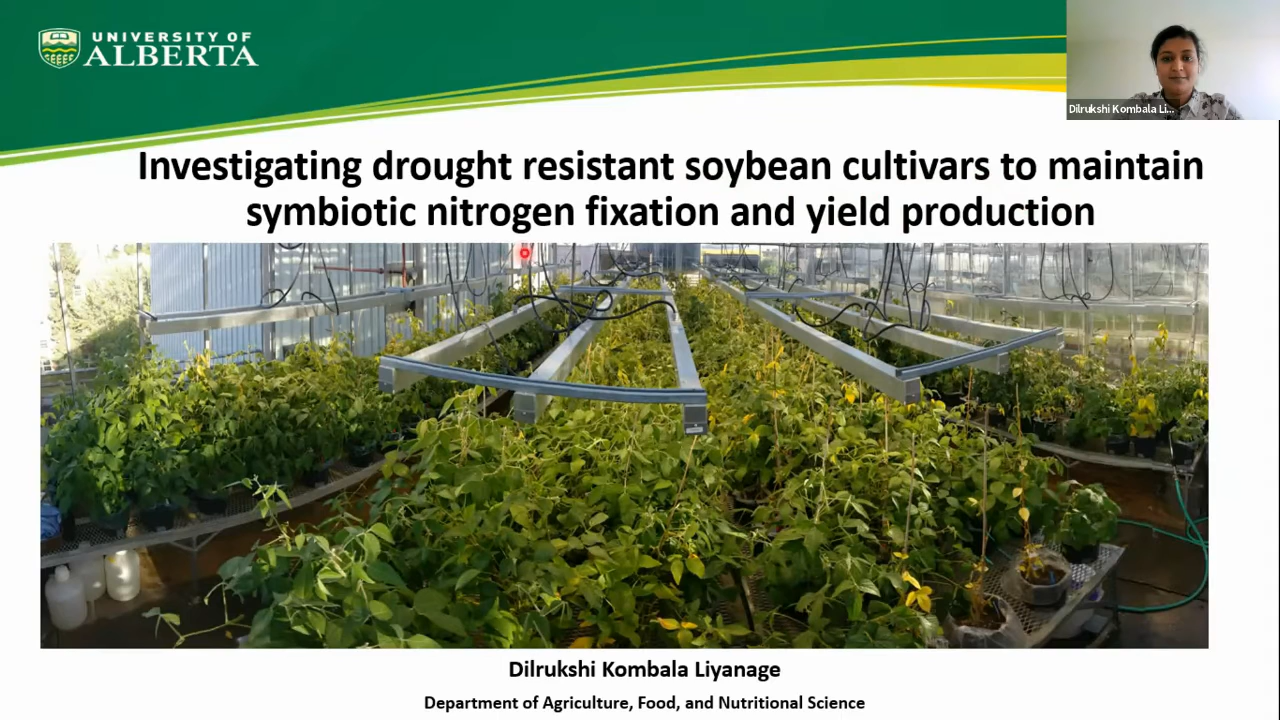 UNIVERSITY OF
ALBERTA
Dilrukshi Kombala Li...
Investigating drought resistant soybean cultivars to maintain
symbiotic nitrogen fixation and yield production
Dilrukshi Kombala Liyanage
Department of Agriculture, Food, and Nutritional Science